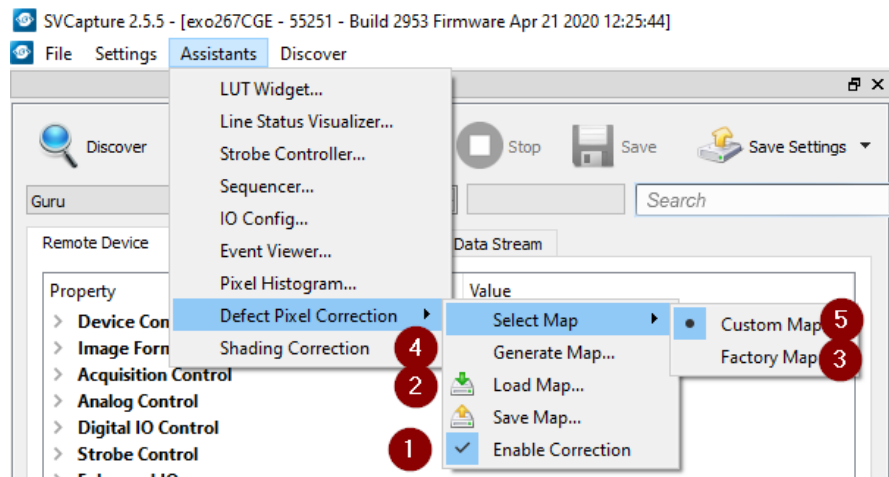 SVCapture 2.5.5 - [exo267CGE - 55251 - Build 2953 Firmware Apr 21 2020 12:25:44]
File Settings Assistants Discover
LUT Widget...
Line Status Visualizer...
Strobe Controller...
Sequencer...
IO Config...
Event Viewer...
Pixel Histogram...
Defect Pixel Correction
Shading Correction 4
Discover Stop Save Save Settings
Guru Search
Remote Device Data Stream
Property Value
Device Con
Image Form
Acquisition Control
Analog Control
Digital IO Control
Strobe Control
Select Map
Generate Map...
2 Load Map...
Save Map...
1 Enable Correction
Custom Map 5
Factory Map 3